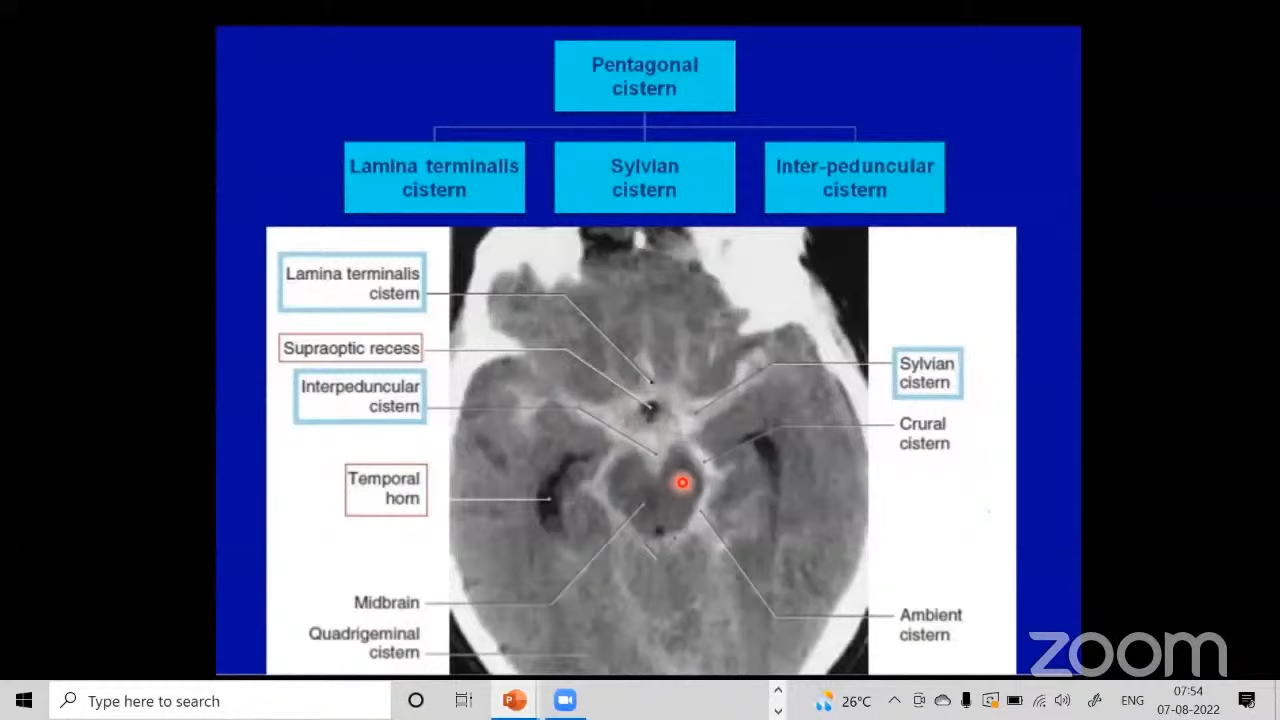 Pentagonal
cistern
Lamina terminalis
cistern
Sylvian
cistern
Inter-peduncular
cistern
Lamina terminalis
cistern
Supraoptic recess
Interpeduncular
cistern
Temporal
horn
Midbrain
Quadrigeminal
cistern
Sylvian
cistern
Crural
cistern
Ambient
cistern
zoom
Type here to search
26°C
ENG
07:54
07-08-2022